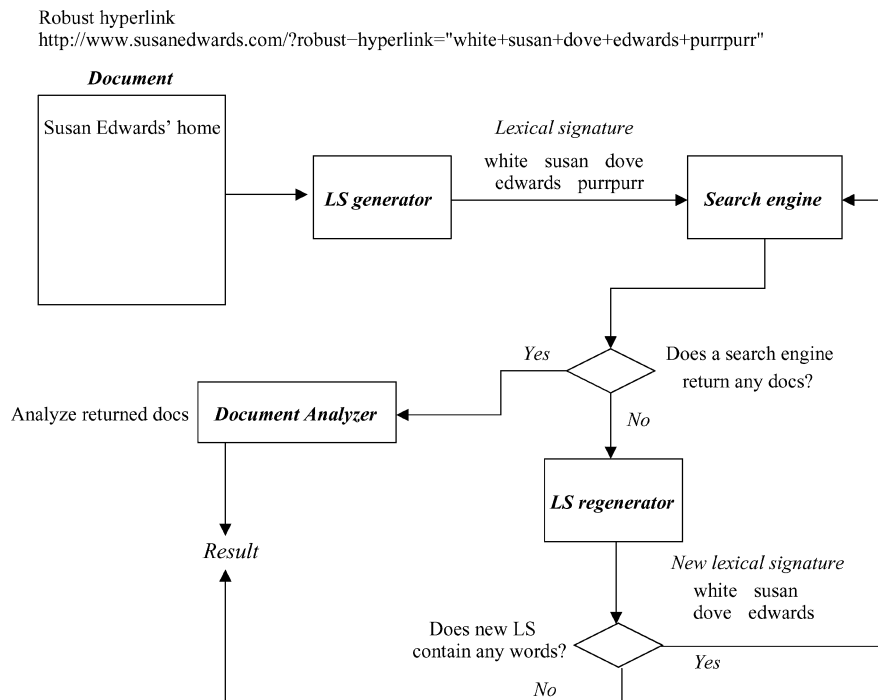 Robust hyperlink
http://www.susanedwards.com/?robust−hyperlink="white+susan+dove+edwards+purrpurr"
Document
Susan Edwards’ home
LS generator
Lexical signature
white susan dove
edwards purrpurr
Search engine
Does a search engine
return any docs?
Yes
No
Analyze returned docs
Document Analyzer
Result
LS regenerator
New lexical signature
white susan
dove edwards
Does new LS
contain any words?
Yes
No